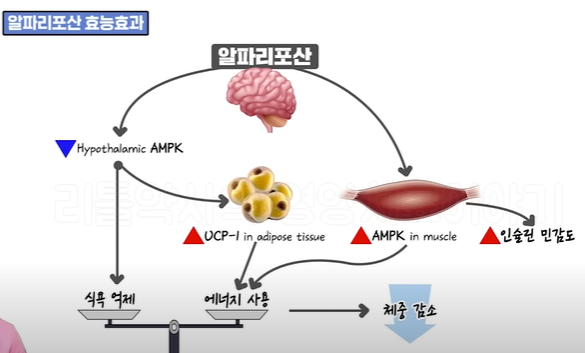 알파리포산 효능효과
알파리포산
Hypothalamic AMPK
UCP-1 in adipose tissue
AMPK in muscle
인슐린 민감도
식욕 억제
에너지 사용
체중 감소